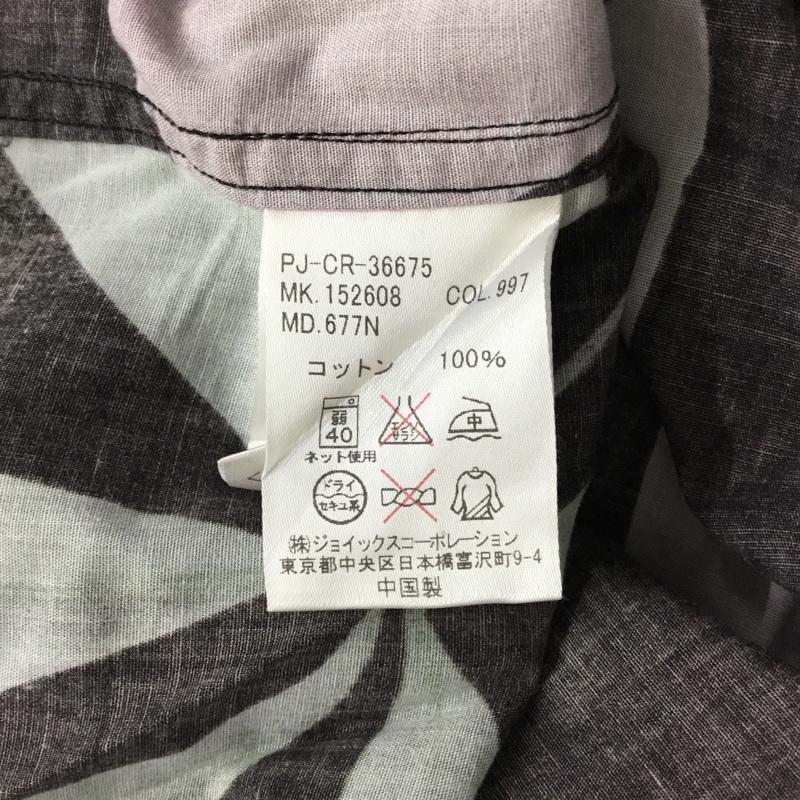 PJ-CR-36675
MK.152608 COL.997
MD.677N
コットン 100%
弱 40
エンソサラシ
中
ネット使用
ドライ
セキユ系
㈱ジョイックスコーポレーション
東京都中央区日本橋富沢町9-4
中国製